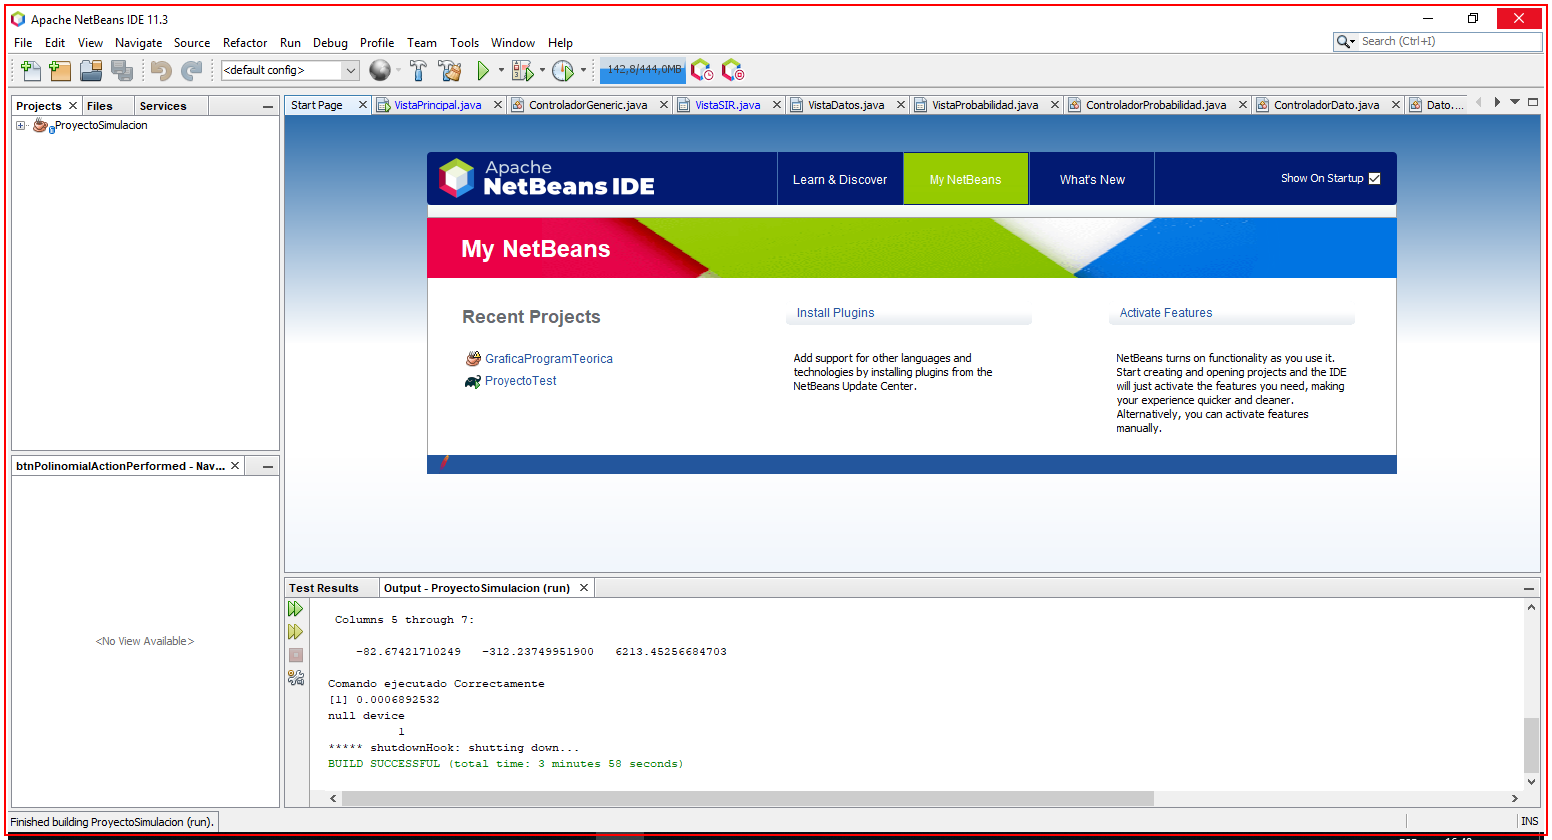 Apache NetBeans IDE 11.3
File Edit View Navigate Source Refactor Run Debug Profile Team Tools Window Help
Search (Ctrl+I)
<default config>
142,8/444,0MB
Projects Files Services
ProyectoSimulacion
Start Page VistaPrincipal.java ControladorGeneric.java VistaSIR.java VistaDatos.java VistaProbabilidad.java ControladorProbabilidad.java ControladorDato.java Dato....
Apache
NetBeans IDE
Learn & Discover
My NetBeans
What's New
Show On Startup
My NetBeans
Recent Projects
GraficaProgramTeorica
ProyectoTest
Install Plugins
Add support for other languages and
technologies by installing plugins from the
NetBeans Update Center.
Activate Features
NetBeans turns on functionality as you use it.
Start creating and opening projects and the IDE
will just activate the features you need, making
your experience quicker and cleaner.
Alternatively, you can activate features
manually.
btnPolinomialActionPerformed - Nav...
<No View Available>
Test Results Output - ProyectoSimulacion (run)
Columns 5 through 7:
-82.67421710249 -312.23749951900 6213.45256684703
Comando ejecutado Correctamente
[1] 0.0006892532
null device
1
***** shutdownHook: shutting down...
BUILD SUCCESSFUL (total time: 3 minutes 58 seconds)
Finished building ProyectoSimulacion (run).
INS